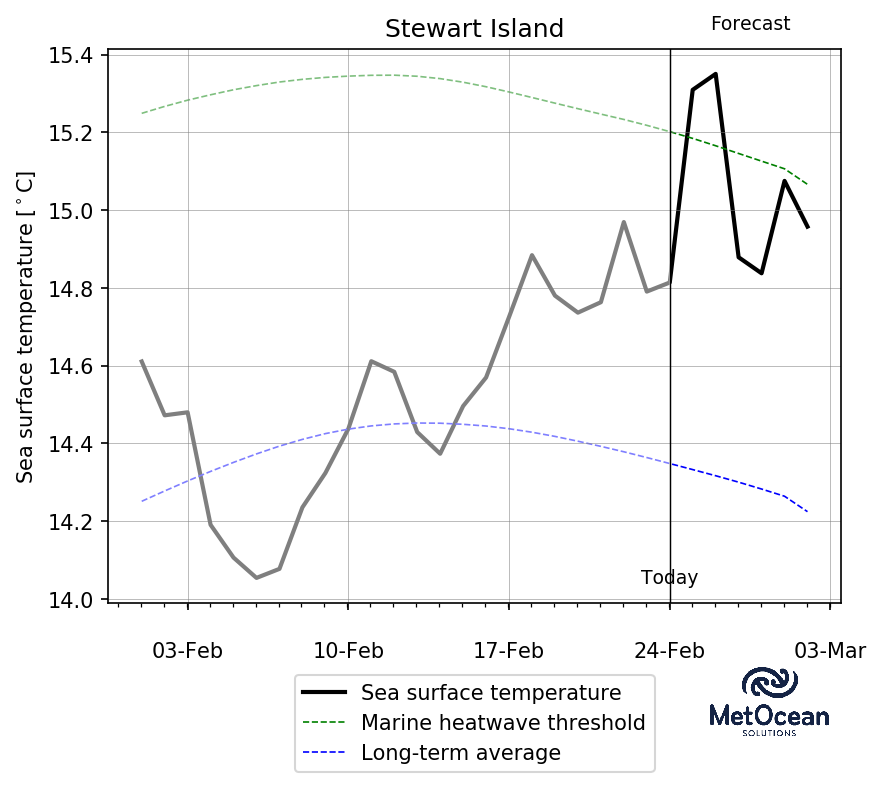 Stewart Island
Forecast
Sea surface temperature [°C]
15.4
15.2
15.0
14.8
14.6
14.4
14.2
14.0
Today
03-Feb
10-Feb
17-Feb
24-Feb
03-Mar
Sea surface temperature
Marine heatwave threshold
Long-term average
MetOcean
SOLUTIONS